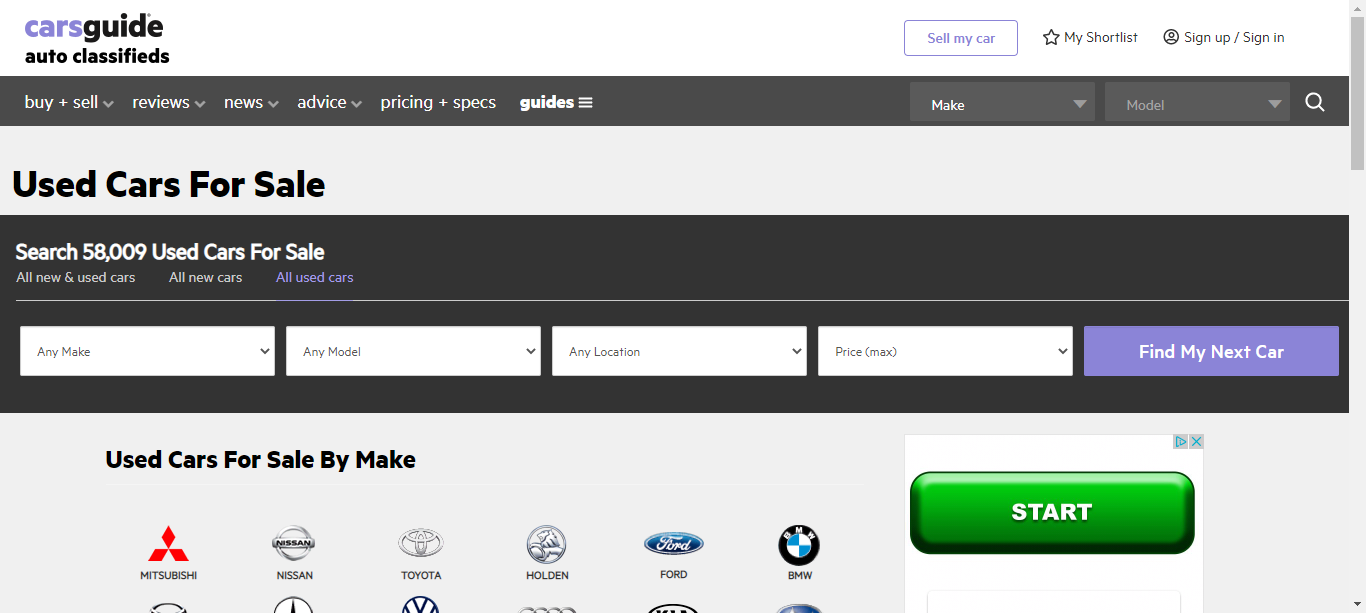 carsguide
auto classifieds
Sell my car
My Shortlist
Sign up / Sign in
buy + sell
reviews
news
advice
pricing + specs
guides
Make
Model
Used Cars For Sale
Search 58,009 Used Cars For Sale
All new & used cars
All new cars
All used cars
Any Make
Any Model
Any Location
Price (max)
Find My Next Car
Used Cars For Sale By Make
START
NISSAN
Ford
BMW
MITSUBISHI
NISSAN
TOYOTA
HOLDEN
FORD
BMW